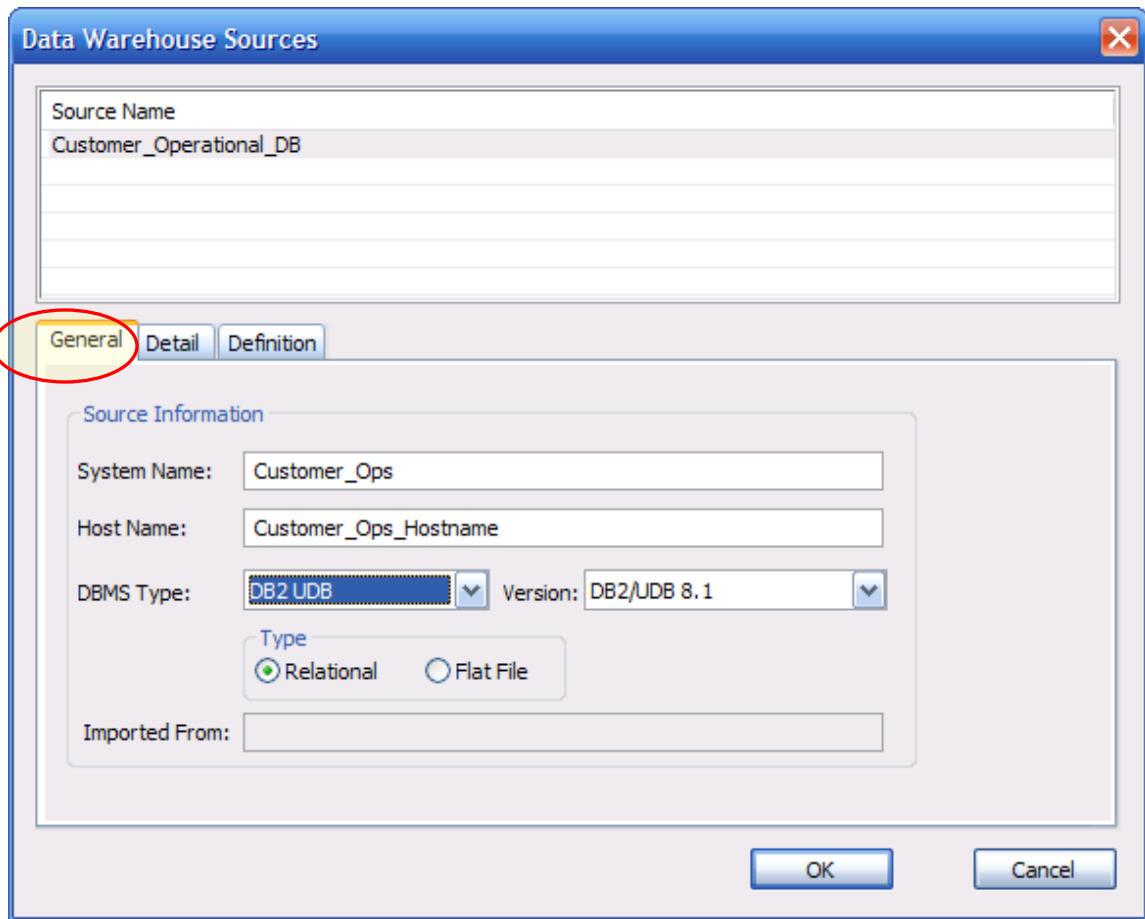 Data Warehouse Sources
Source Name
Customer_Operational_DB
General Detail Definition
Source Information
System Name: Customer_Ops
Host Name: Customer_Ops_Hostname
DBMS Type: DB2 UDB Version: DB2/UDB 8.1
Type
Relational Flat File
Imported From:
OK Cancel